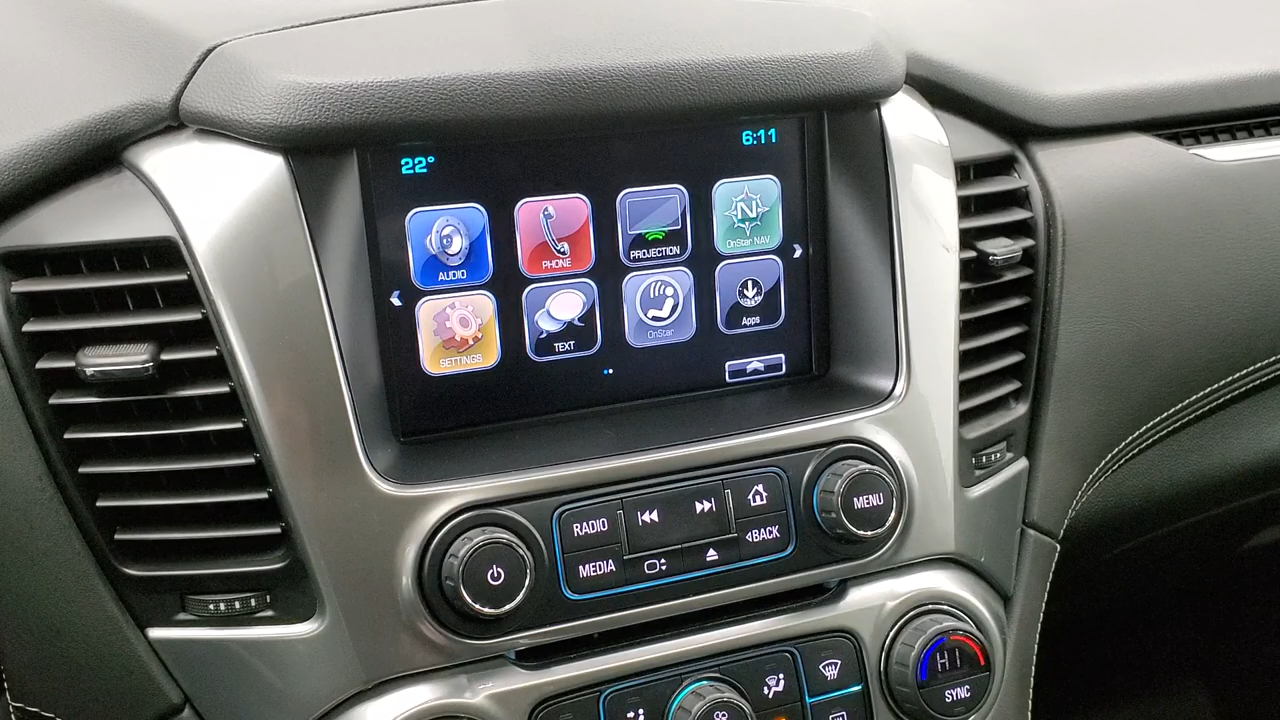 22°
6:11
AUDIO
PHONE
PROJECTION
N
OnStar NAV
SETTINGS
TEXT
OnStar
Apps
RADIO
MEDIA
BACK
MENU
HI
SYNC